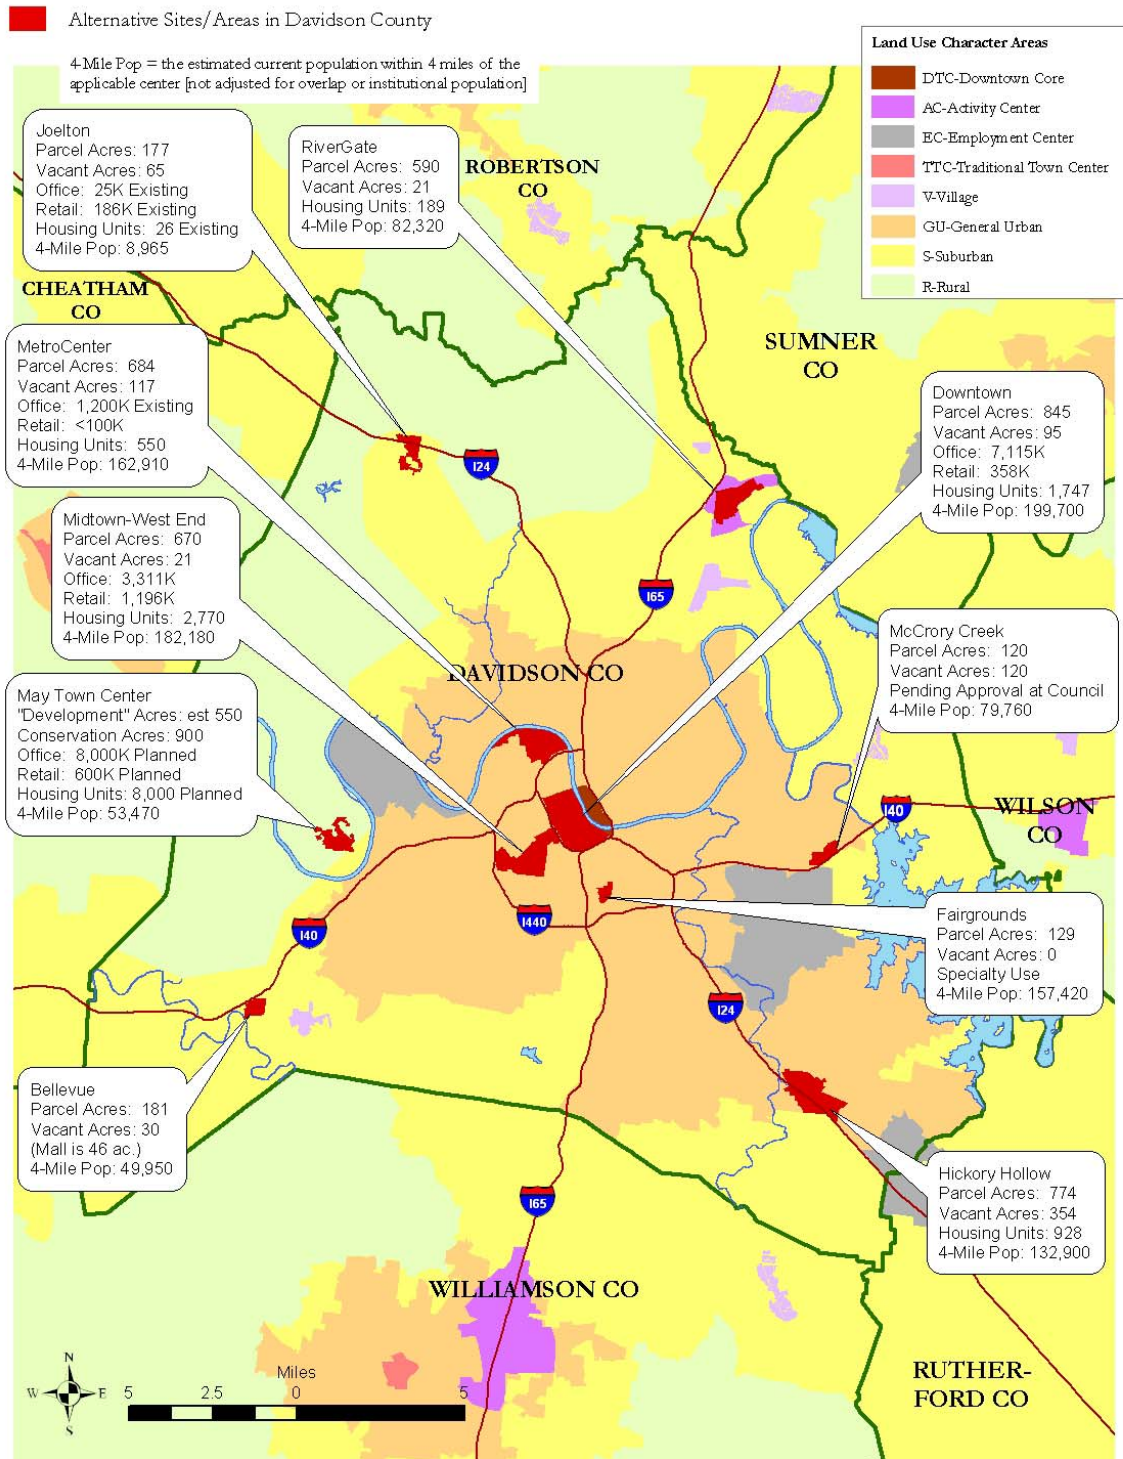 Alternative Sites/Areas in Davidson County
4-Mile Pop = the estimated current population within 4 miles of the
applicable center [not adjusted for overlap or institutional population]
Land Use Character Areas
DTC-Downtown Core
AC-Activity Center
EC-Employment Center
TTC-Traditional Town Center
V-Village
GU-General Urban
S-Suburban
R-Rural
Joelton
Parcel Acres: 177
Vacant Acres: 65
Office: 25K Existing
Retail: 186K Existing
Housing Units: 26 Existing
4-Mile Pop: 8,965
RiverGate
Parcel Acres: 590
Vacant Acres: 21
Housing Units: 189
4-Mile Pop: 82,320
ROBERTSON
CO
CHEATHAM
CO
SUMNER
CO
MetroCenter
Parcel Acres: 684
Vacant Acres: 117
Office: 1,200K Existing
Retail: <100K
Housing Units: 550
4-Mile Pop: 162,910
Downtown
Parcel Acres: 845
Vacant Acres: 95
Office: 7,115K
Retail: 358K
Housing Units: 1,747
4-Mile Pop: 199,700
I24
Midtown-West End
Parcel Acres: 670
Vacant Acres: 21
Office: 3,311K
Retail: 1,196K
Housing Units: 2,770
4-Mile Pop: 182,180
I65
McCrory Creek
Parcel Acres: 120
Vacant Acres: 120
Pending Approval at Council
4-Mile Pop: 79,760
DAVIDSON CO
May Town Center
"Development" Acres: est 550
Conservation Acres: 900
Office: 8,000K Planned
Retail: 600K Planned
Housing Units: 8,000 Planned
4-Mile Pop: 53,470
I40
WILSON
CO
I440
I40
Fairgrounds
Parcel Acres: 129
Vacant Acres: 0
Specialty Use
4-Mile Pop: 157,420
I24
Bellevue
Parcel Acres: 181
Vacant Acres: 30
(Mall is 46 ac.)
4-Mile Pop: 49,950
Hickory Hollow
Parcel Acres: 774
Vacant Acres: 354
Housing Units: 928
4-Mile Pop: 132,900
I65
WILLIAMSON CO
RUTHER-
FORD CO
N
W E
S
Miles
5 2.5 0 5